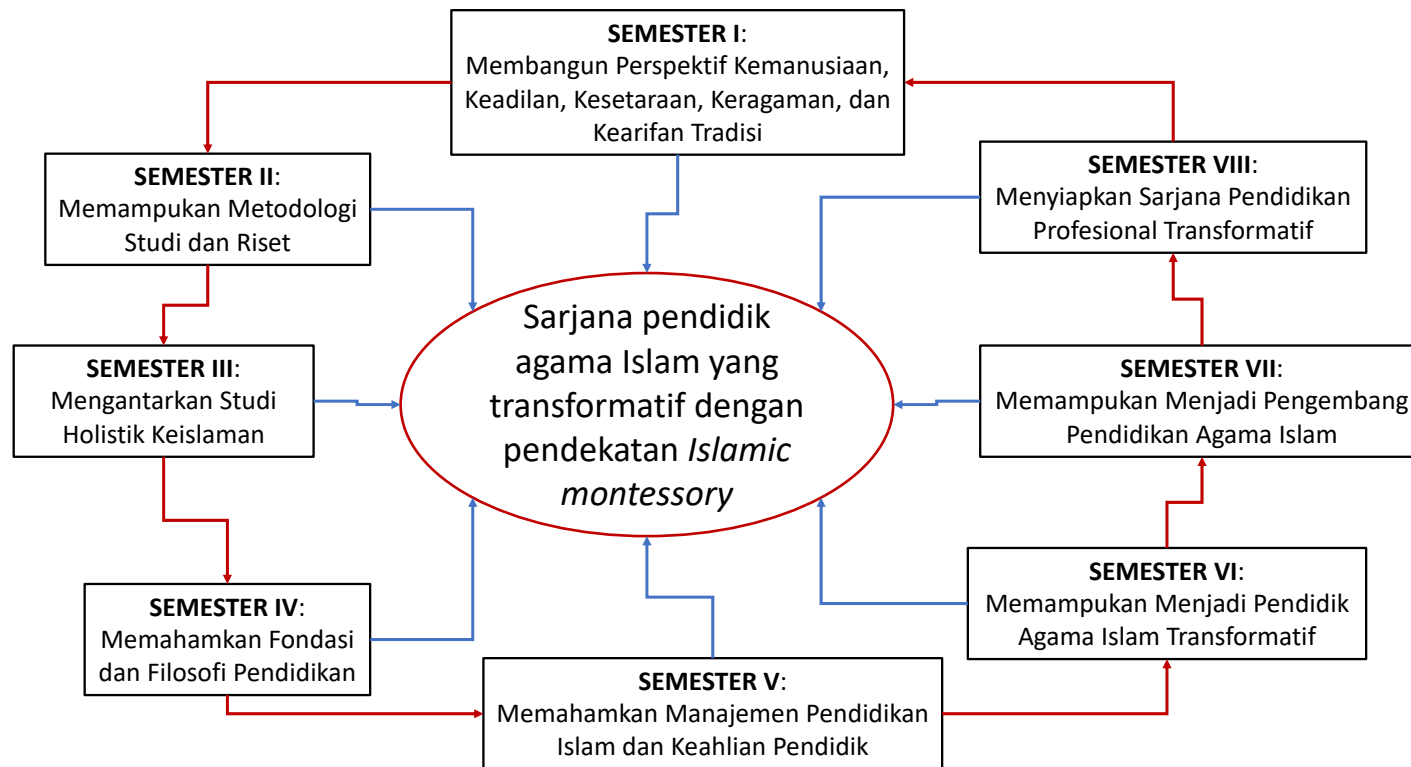 SEMESTER I:
Membangun Perspektif Kemanusiaan,
Keadilan, Kesetaraan, Keragaman, dan
Kearifan Tradisi
SEMESTER II:
Memampukan Metodologi
Studi dan Riset
SEMESTER III:
Mengantarkan Studi
Holistik Keislaman
SEMESTER IV:
Memahamkan Fondasi
dan Filosofi Pendidikan
SEMESTER V:
Memahamkan Manajemen Pendidikan
Islam dan Keahlian Pendidik
SEMESTER VI:
Memampukan Menjadi Pendidik
Agama Islam Transformatif
SEMESTER VII:
Memampukan Menjadi Pengembang
Pendidikan Agama Islam
SEMESTER VIII:
Menyiapkan Sarjana Pendidikan
Profesional Transformatif
Sarjana pendidik
agama Islam yang
transformatif dengan
pendekatan Islamic
montessory